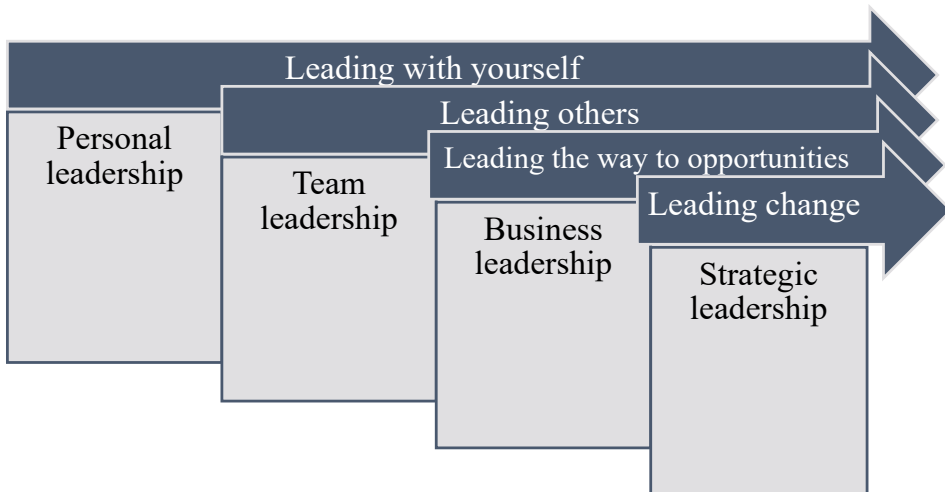 Leading with yourself
Leading others
Leading the way to opportunities
Leading change
Personal
leadership
Team
leadership
Business
leadership
Strategic
leadership